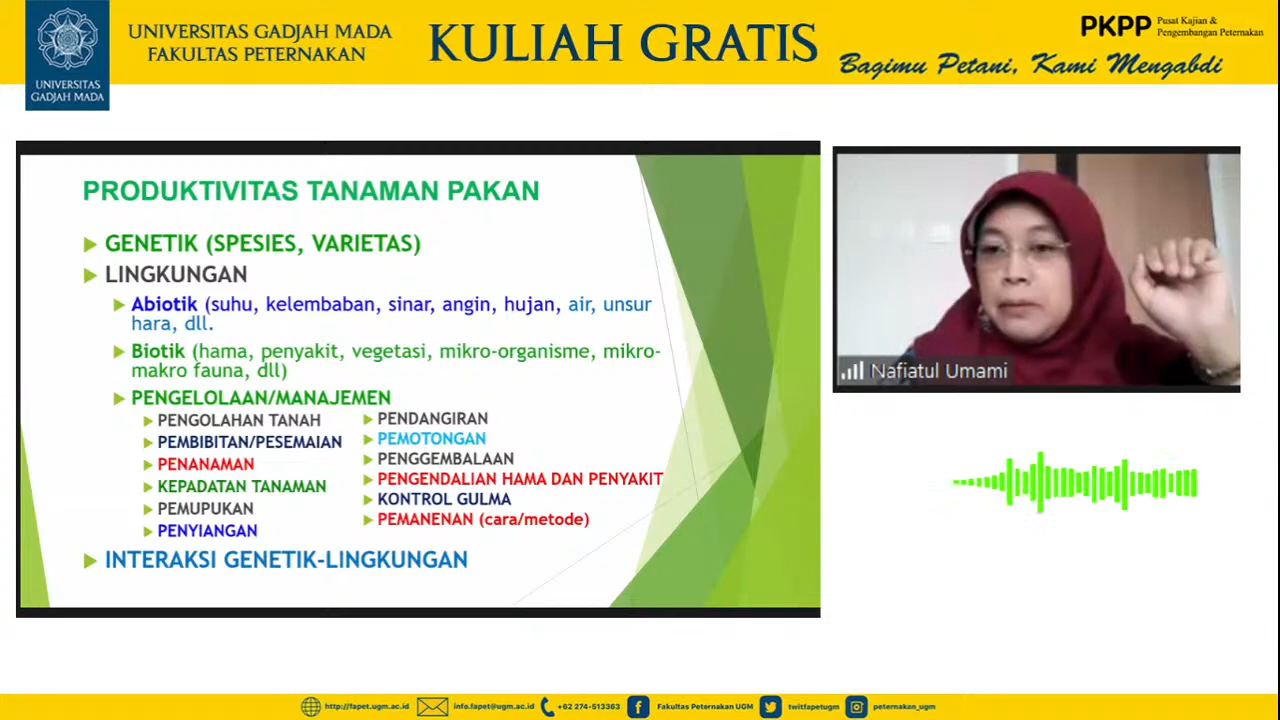 UNIVERSITAS GADJAH MADA
UNIVERSITAS GADJAH MADA
FAKULTAS PETERNAKAN
KULIAH GRATIS
PKPP Pusat Kajian & Pengembangan Peternakan
Bagimu Petani, Kami Mengabdi
PRODUKTIVITAS TANAMAN PAKAN
GENETIK (SPESIES, VARIETAS)
LINGKUNGAN
Abiotik (suhu, kelembaban, sinar, angin, hujan, air, unsur
hara, dll.
Biotik (hama, penyakit, vegetasi, mikro-organisme, mikro-
makro fauna, dll)
PENGELOLAAN/MANAJEMEN
PENGOLAHAN TANAH
PEMBIBITAN/PESEMAIAN
PENANAMAN
KEPADATAN TANAMAN
PEMUPUKAN
PENYIANGAN
PENDANGIRAN
PEMOTONGAN
PENGGEMBALAAN
PENGENDALIAN HAMA DAN PENYAKIT
KONTROL GULMA
PEMANENAN (cara/metode)
INTERAKSI GENETIK-LINGKUNGAN
Nafiatul Umami
http://fapet.ugm.ac.id info.fapet@ugm.ac.id +62 274-513363 Fakultas Peternakan UGM twitfapetugm peternakan_ugm